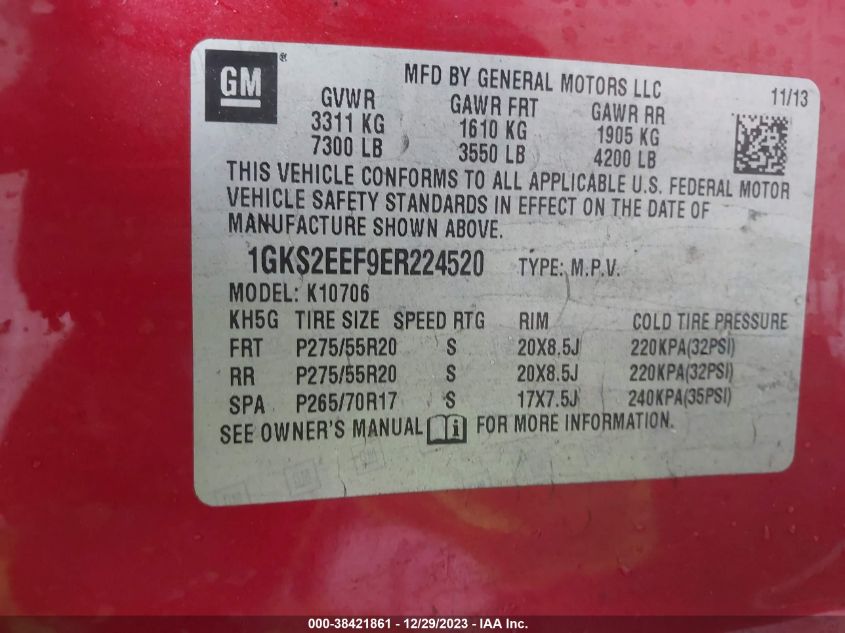 GM
MFD BY GENERAL MOTORS LLC
11/13
GVWR GAWR FRT GAWR RR
3311 KG 1610 KG 1905 KG
7300 LB 3550 LB 4200 LB
THIS VEHICLE CONFORMS TO ALL APPLICABLE U.S. FEDERAL MOTOR
VEHICLE SAFETY STANDARDS IN EFFECT ON THE DATE OF
MANUFACTURE SHOWN ABOVE.
1GKS2EEF9ER224520 TYPE: M.P.V.
MODEL: K10706
KH5G TIRE SIZE SPEED RTG RIM COLD TIRE PRESSURE
FRT P275/55R20 S 20X8.5J 220KPA(32PSI)
RR P275/55R20 S 20X8.5J 220KPA(32PSI)
SPA P265/70R17 S 17X7.5J 240KPA(35PSI)
SEE OWNER'S MANUAL i FOR MORE INFORMATION.
000-38421861 - 12/29/2023 - IAA Inc.